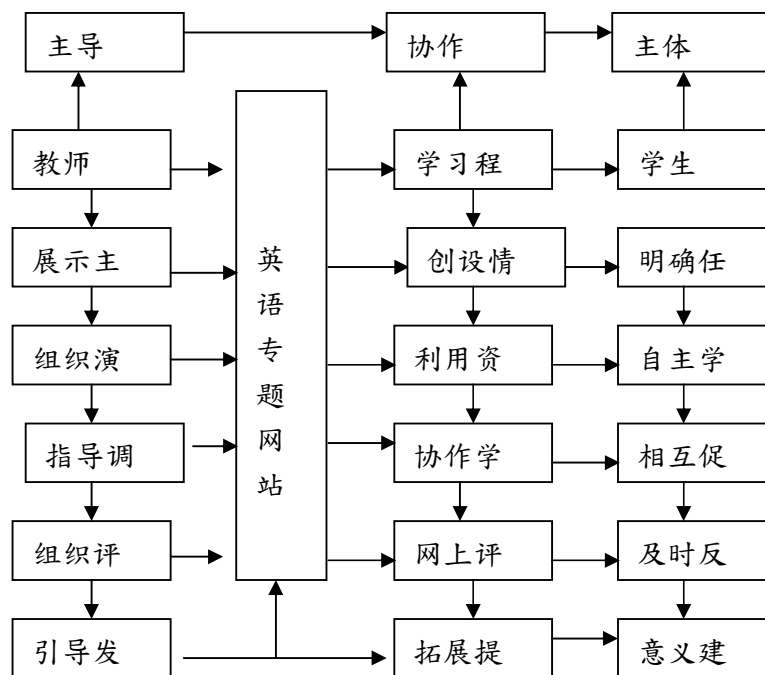 主导
协作
主体
教师
学习程
学生
展示主
创设情
明确任
组织演
利用资
自主学
指导调
协作学
相互促
组织评
网上评
及时反
引导发
拓展提
意义建
英
语
专
题
网
站